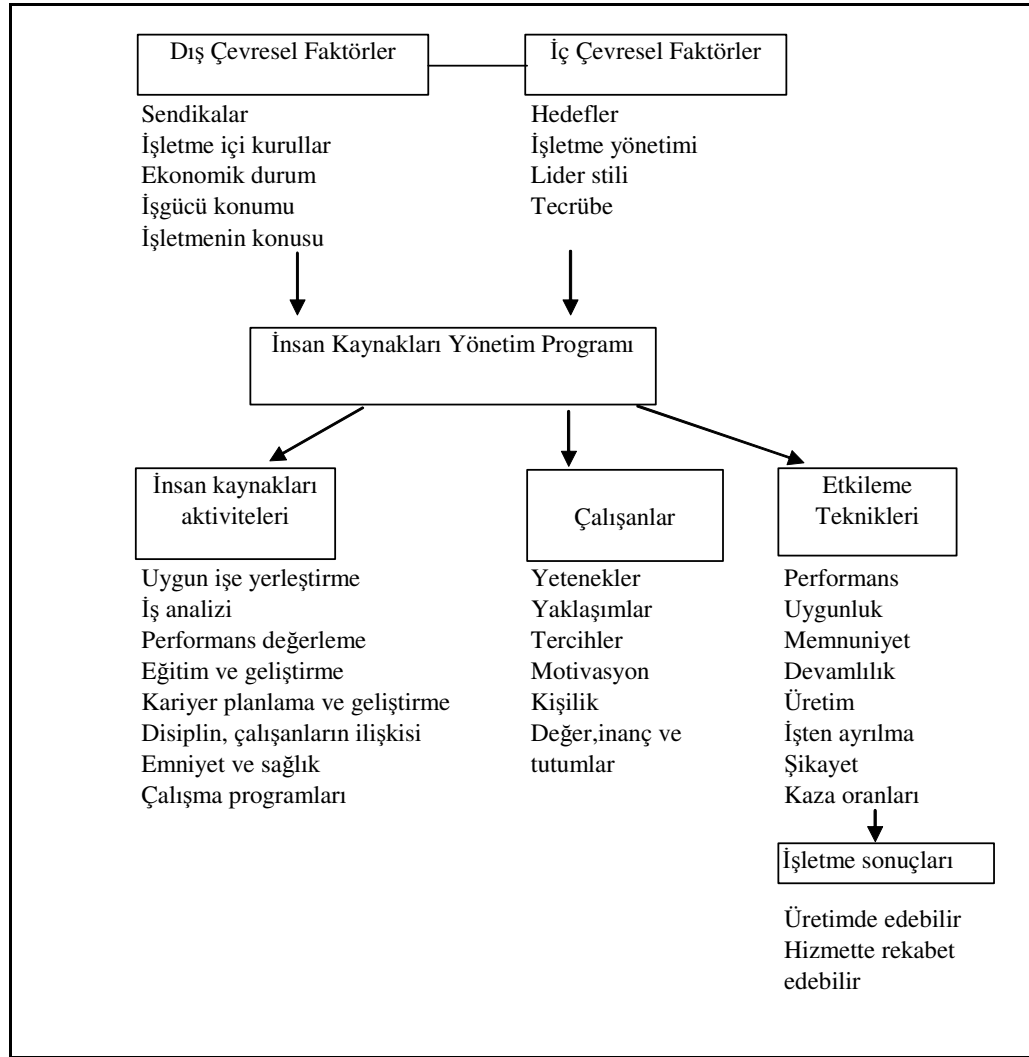 Dış Çevresel Faktörler
İç Çevresel Faktörler
Sendikalar
İşletme içi kurullar
Ekonomik durum
İşgücü konumu
İşletmenin konusu
Hedefler
İşletme yönetimi
Lider stili
Tecrübe
İnsan Kaynakları Yönetim Programı
İnsan kaynakları
aktiviteleri
Uygun işe yerleştirme
İş analizi
Performans değerleme
Eğitim ve geliştirme
Kariyer planlama ve geliştirme
Disiplin, çalışanların ilişkisi
Emniyet ve sağlık
Çalışma programları
Çalışanlar
Yetenekler
Yaklaşımlar
Tercihler
Motivasyon
Kişilik
Değer,inanç ve
tutumlar
Etkileme
Teknikleri
Performans
Uygunluk
Memnuniyet
Devamlılık
Üretim
İşten ayrılma
Şikayet
Kaza oranları
İşletme sonuçları
Üretimde edebilir
Hizmette rekabet
edebilir